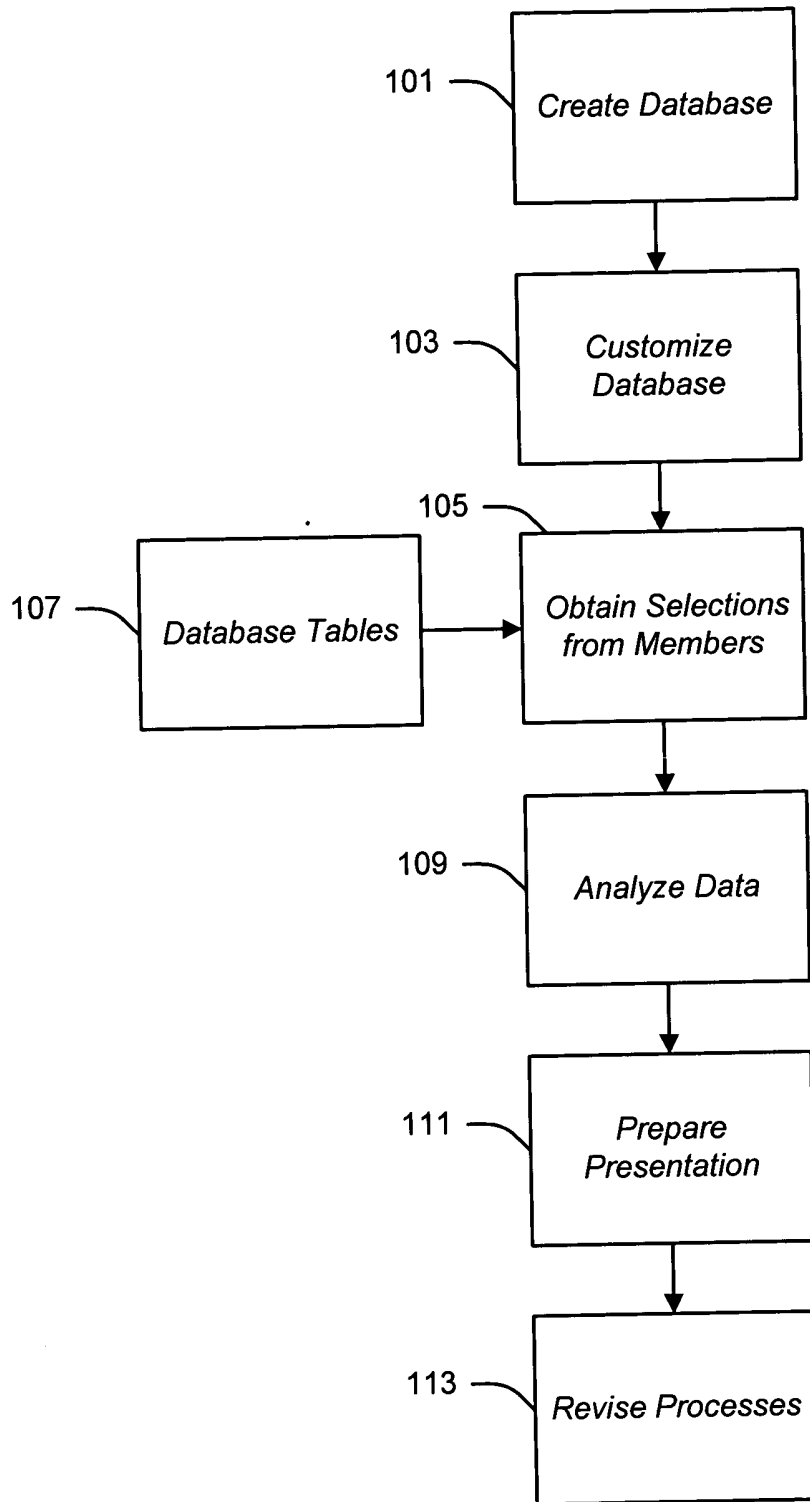 101
Create Database
103
Customize
Database
105
107
Database Tables
Obtain Selections
from Members
109
Analyze Data
111
Prepare
Presentation
113
Revise Processes